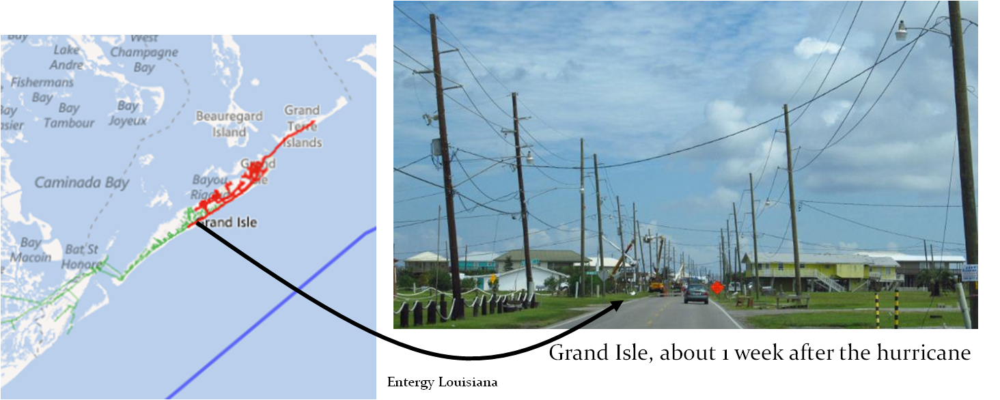 Bay
West
Champagne
Bay
Lake
Andre
Fishermans
Bay
Bay
Tambour
Bay
Joyeux
Bay
asier
Beauregard
Island
Grand
Terre
Islands
Grand
Isle
Bayou
Rigaud
Caminada Bay
Grand Isle
Bay
Macoin
Bat St
Honore
Grand Isle, about 1 week after the hurricane
Entergy Louisiana